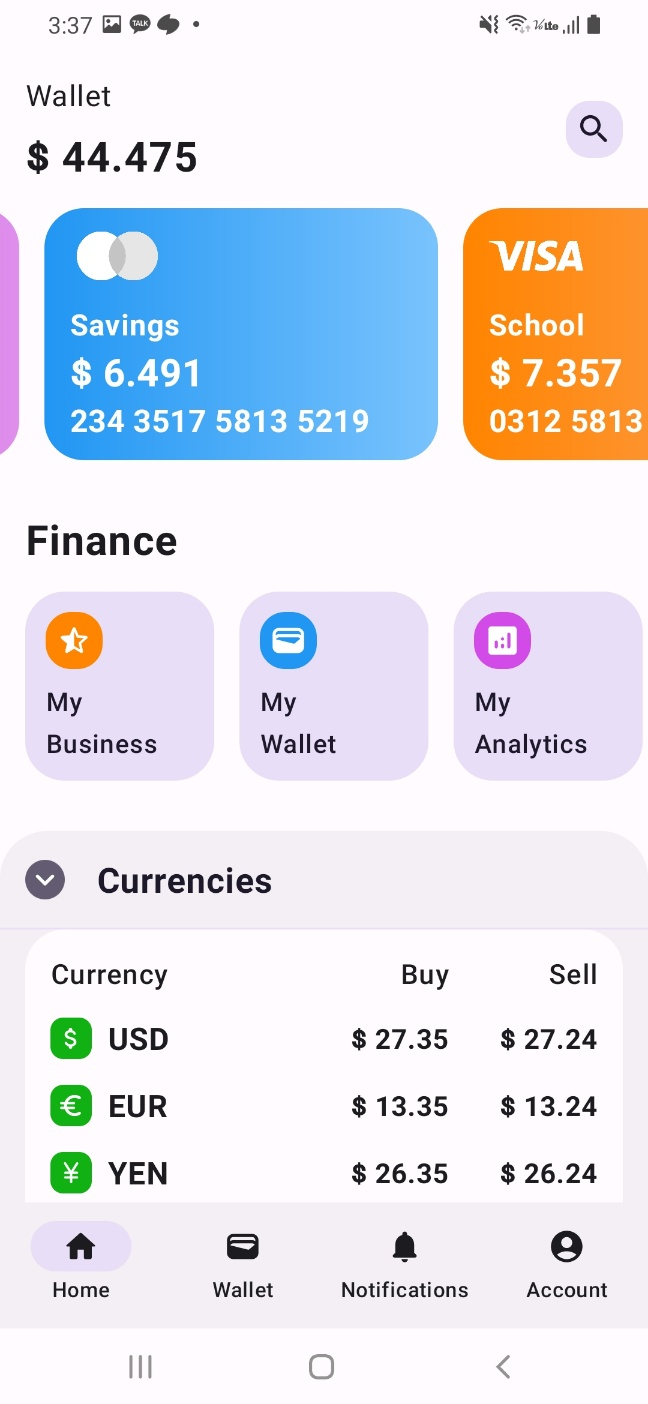 3:37
TALK
Vo lte
Wallet
$ 44.475
VISA
Savings
School
$ 6.491
$ 7.357
234 3517 5813 5219
0312 5813
Finance
My
Business
My
Wallet
My
Analytics
Currencies
Currency Buy Sell
$ USD $ 27.35 $ 27.24
€ EUR $ 13.35 $ 13.24
¥ YEN $ 26.35 $ 26.24
Home Wallet Notifications Account